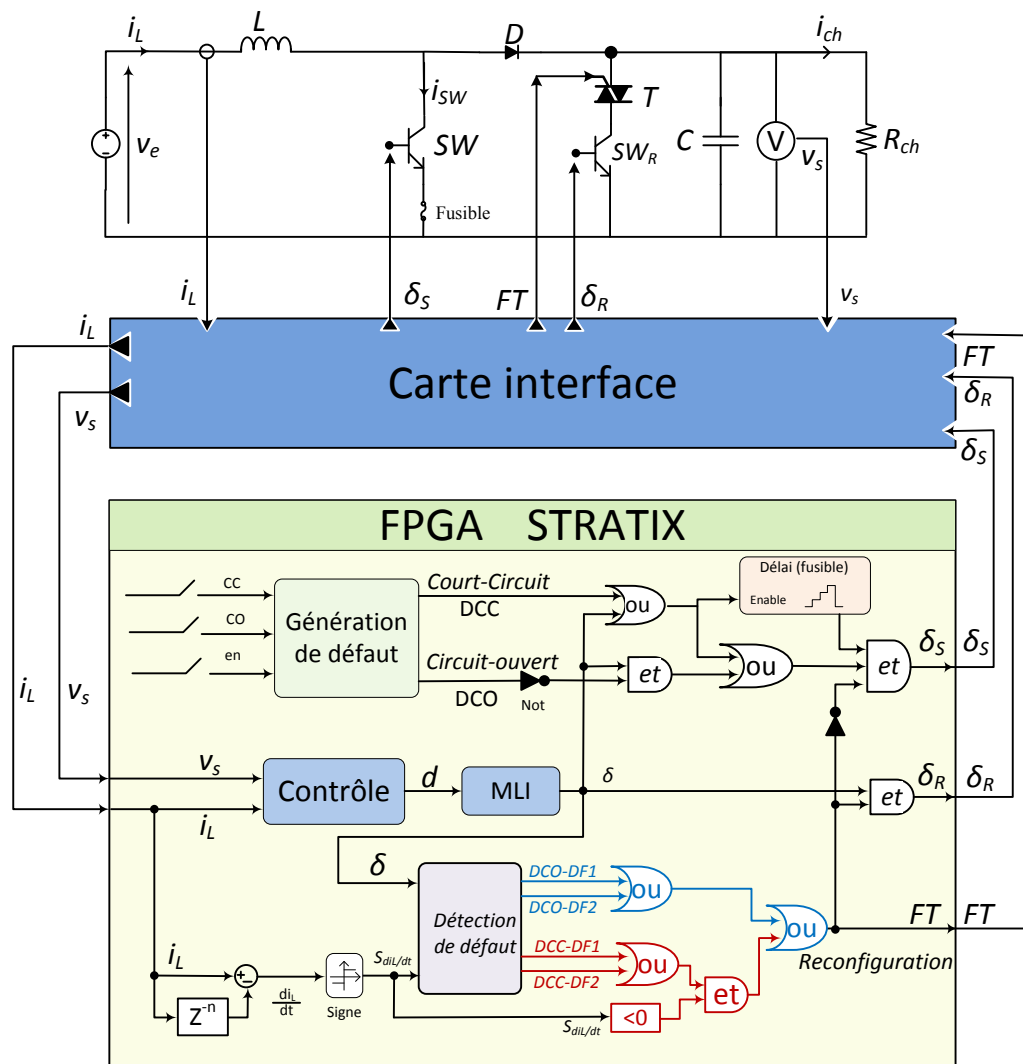 i_L L D i_ch
i_SW T
v_e SW SW_R C V v_s R_ch
Fusible
i_L δ_S FT δ_R v_s
i_L
v_s
Carte interface
FT
δ_R
δ_S
FPGA STRATIX
CC
CO
en
Génération
de défaut
Court-Circuit
DCC
Circuit-ouvert
DCO
Not
ou
et
ou
Délai (fusible)
Enable
et
δ_S δ_S
i_L v_s
v_s
i_L
Contrôle
d
MLI
δ
et
δ_R δ_R
δ
Détection
de défaut
DCO-DF1
DCO-DF2
DCC-DF1
DCC-DF2
ou
ou
et
ou
FT FT
Reconfiguration
i_L
+-
di_L
dt
Z^-n
Signe
S_diL/dt
S_diL/dt
<0